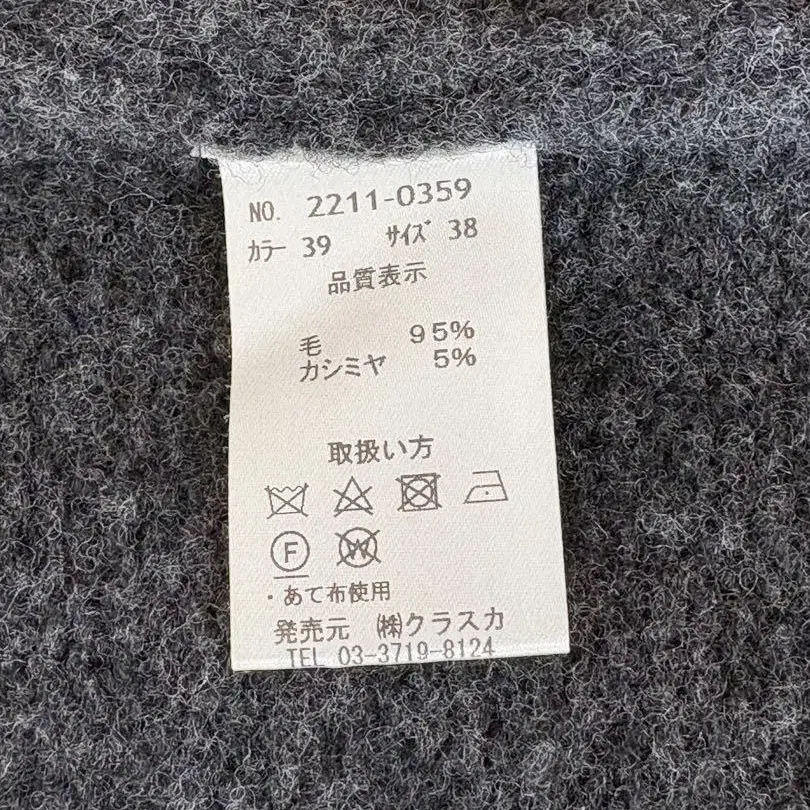 NO. 2211-0359
ｶﾗｰ 39 ｻｲｽﾞ 38
品質表示
毛 95%
カシミヤ 5%
取扱い方
F W
・あて布使用
発売元 ㈱クラスカ
TEL 03-3719-8124